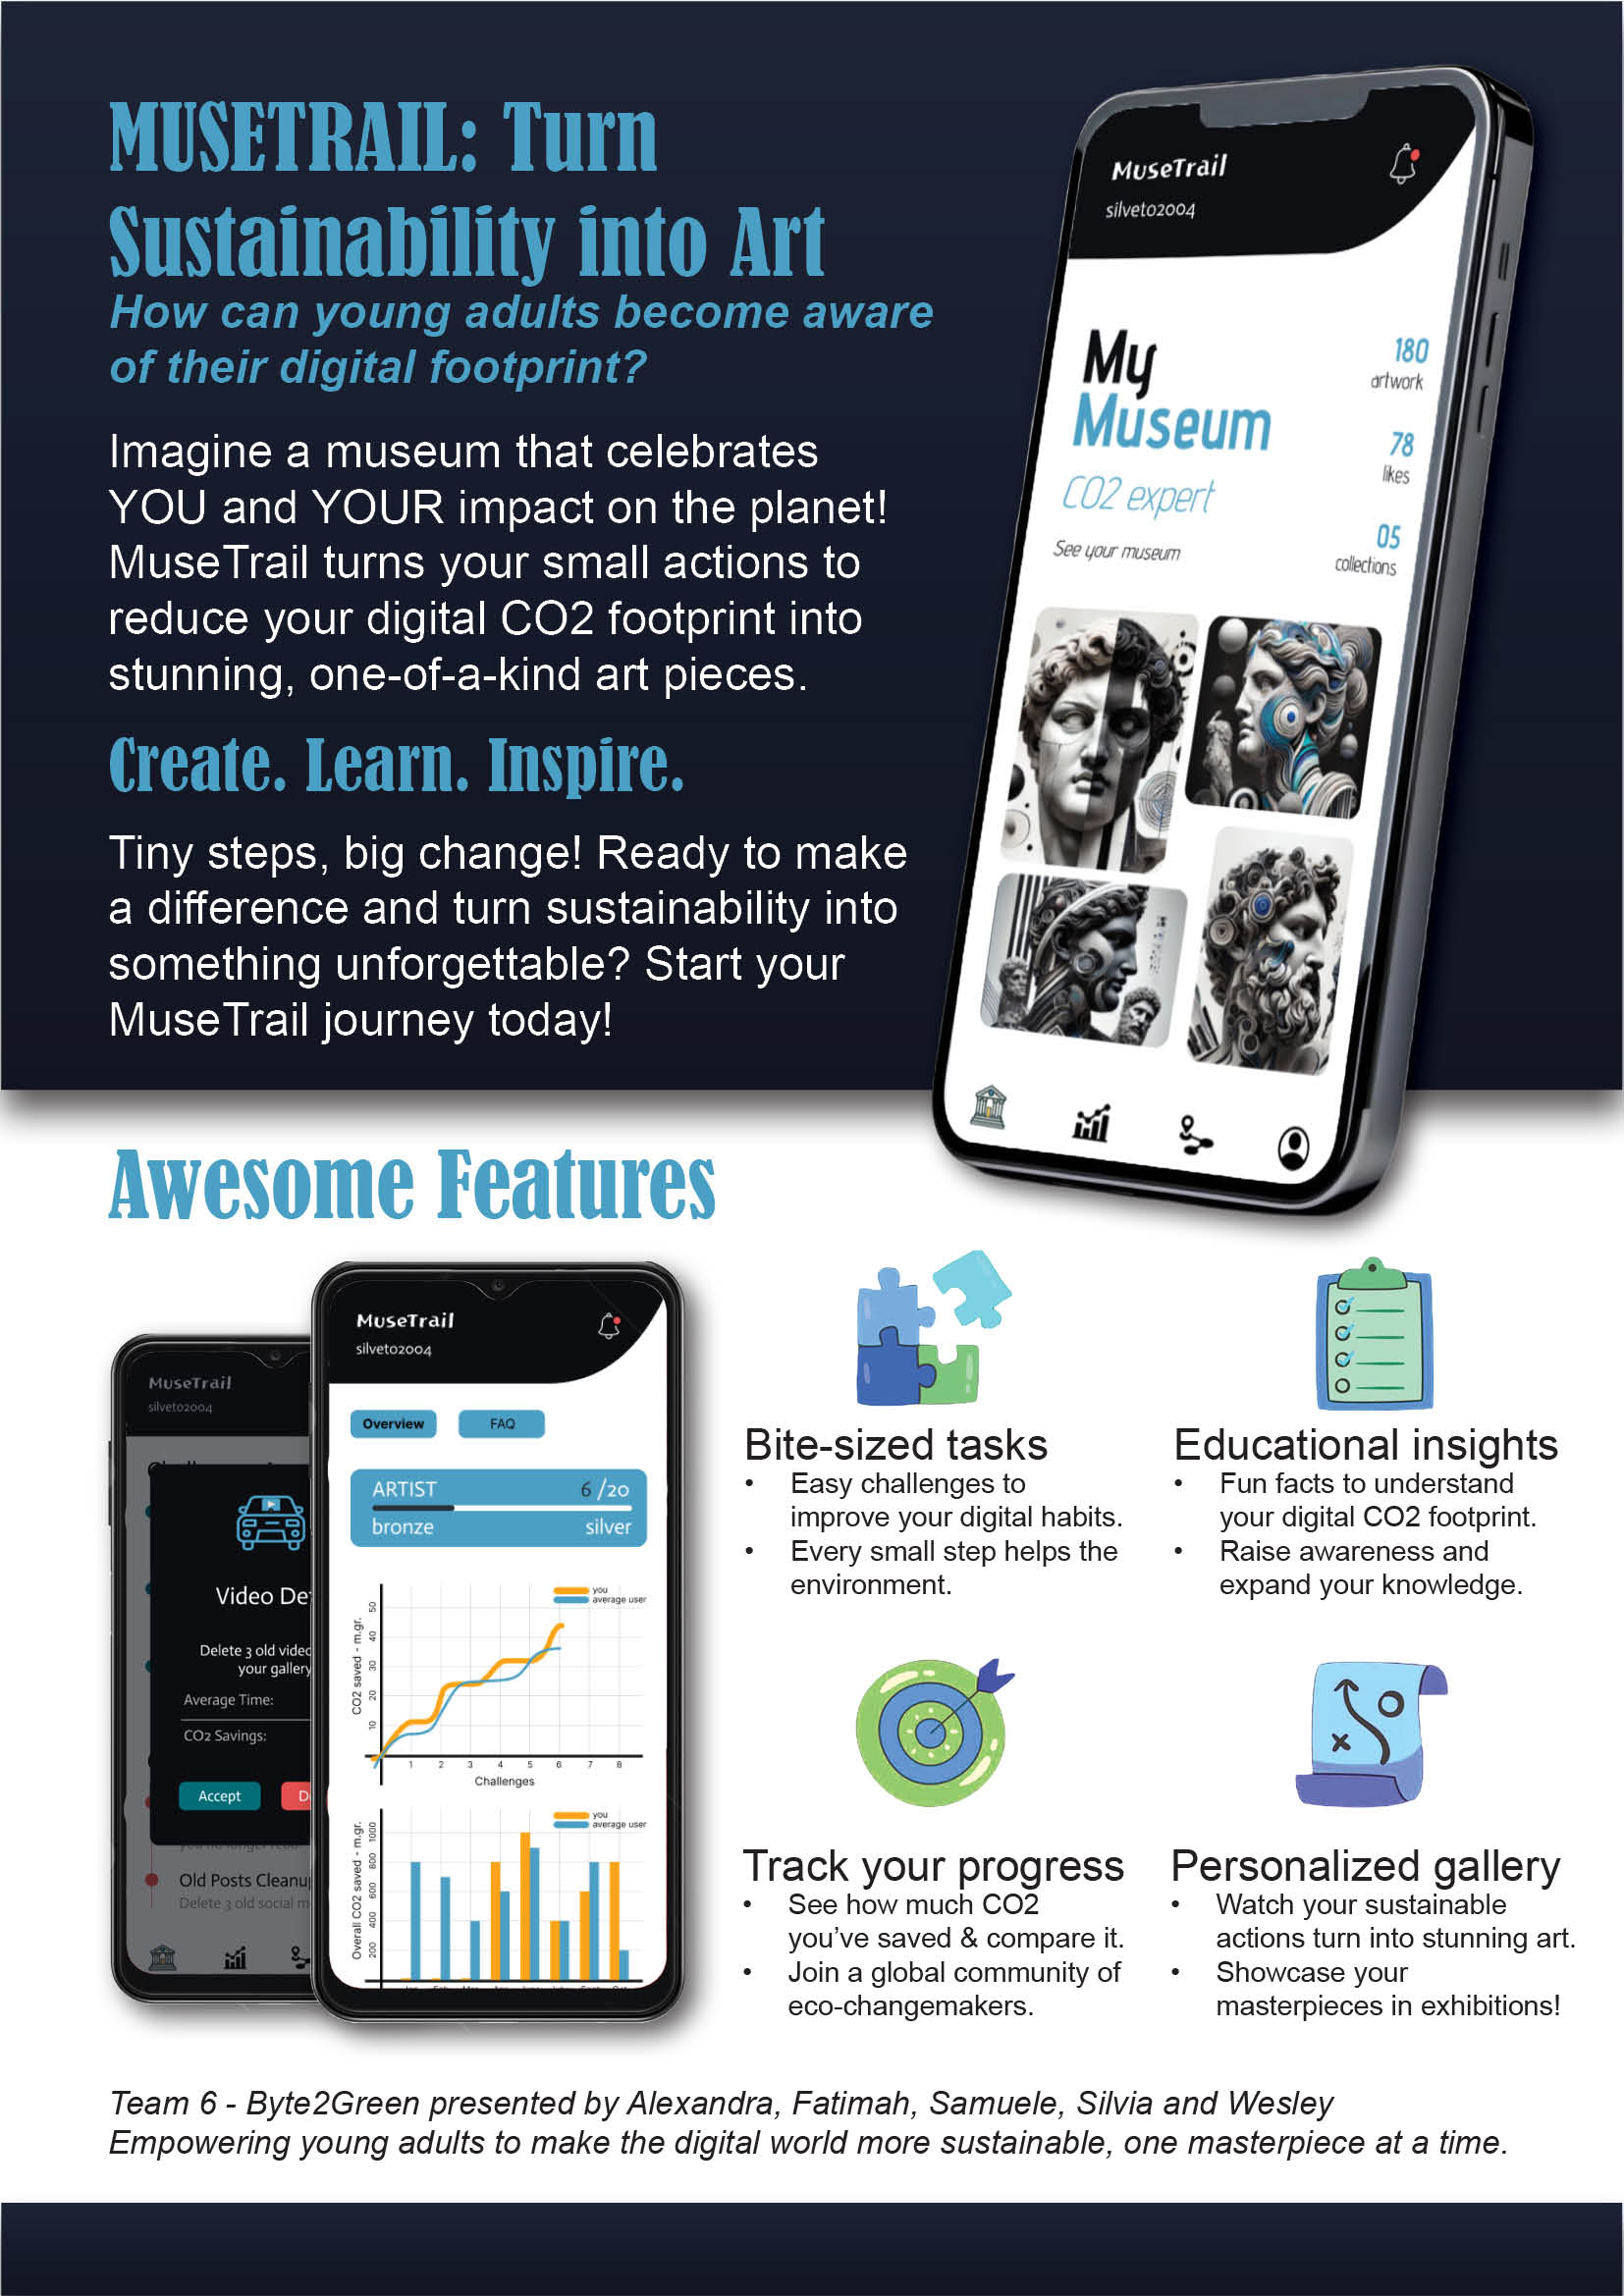 MUSETRAIL: Turn
Sustainability into Art
How can young adults become aware
of their digital footprint?
Imagine a museum that celebrates
YOU and YOUR impact on the planet!
MuseTrail turns your small actions to
reduce your digital CO2 footprint into
stunning, one-of-a-kind art pieces.
Create. Learn. Inspire.
Tiny steps, big change! Ready to make
a difference and turn sustainability into
something unforgettable? Start your
MuseTrail journey today!
MuseTrail
silveto2004
My
Museum
CO2 expert
See your museum
180
artwork
78
likes
05
collections
Awesome Features
MuseTrail
silveto2004
Video De
Delete 3 old video
your gallery
Average Time:
CO2 Savings:
Accept
D
you no longer read
Old Posts Cleanu
Delete 3 old social m
MuseTrail
silveto2004
Overview
FAQ
ARTIST
6 /20
bronze
silver
you
average user
CO2 saved - m.gr.
50
40
30
20
10
1 2 3 4 5 6 7 8
Challenges
you
average user
Overall CO2 saved - m.gr.
1000
800
600
400
200
Bite-sized tasks
• Easy challenges to
improve your digital habits.
• Every small step helps the
environment.
Educational insights
• Fun facts to understand
your digital CO2 footprint.
• Raise awareness and
expand your knowledge.
Track your progress
• See how much CO2
you’ve saved & compare it.
• Join a global community of
eco-changemakers.
Personalized gallery
• Watch your sustainable
actions turn into stunning art.
• Showcase your
masterpieces in exhibitions!
Team 6 - Byte2Green presented by Alexandra, Fatimah, Samuele, Silvia and Wesley
Empowering young adults to make the digital world more sustainable, one masterpiece at a time.